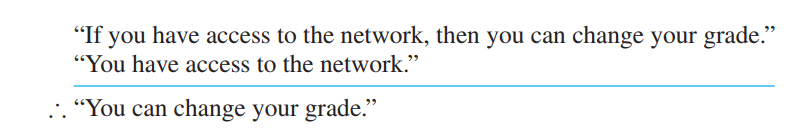 “If you have access to the network, then you can change your grade.”
“You have access to the network.”
∴ “You can change your grade.”